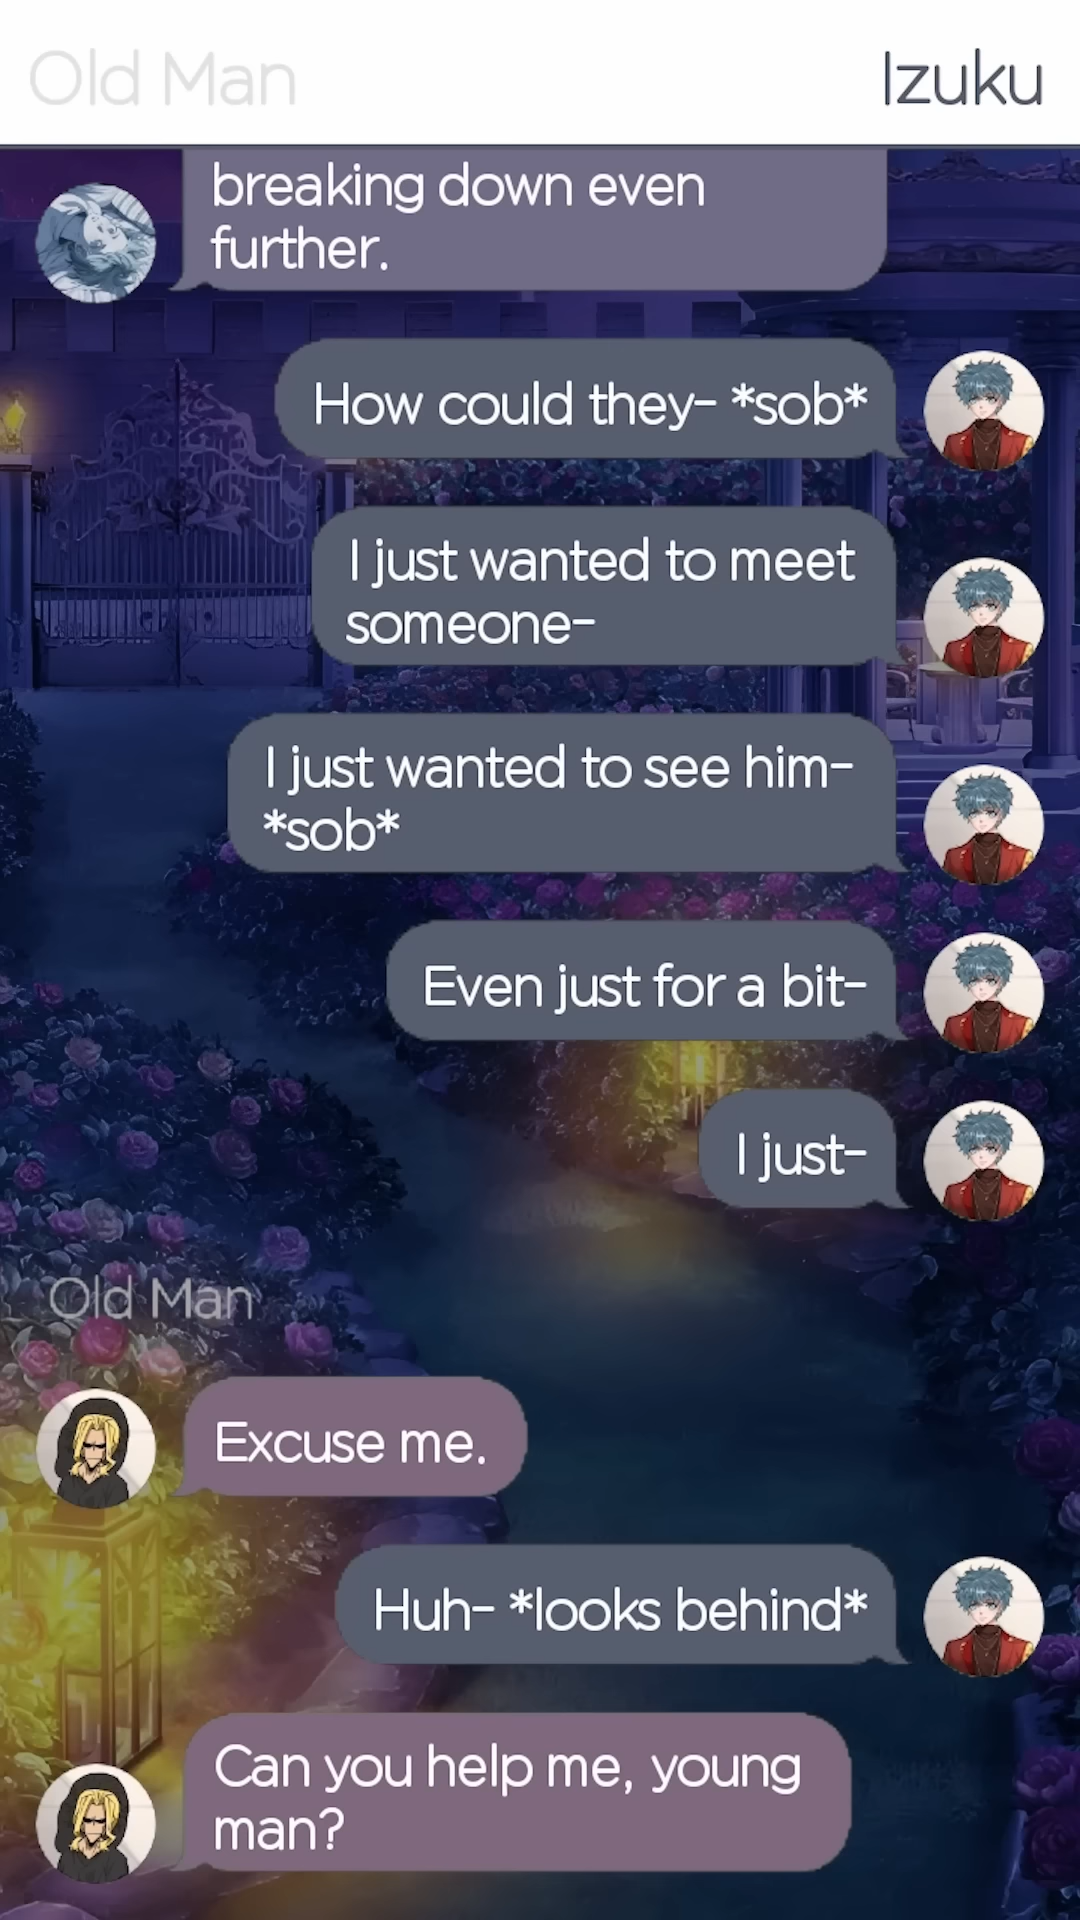 Old Man
Izuku
breaking down even
further.
How could they- *sob*
I just wanted to meet
someone-
I just wanted to see him-
*sob*
Even just for a bit-
I just-
Old Man
Excuse me.
Huh- *looks behind*
Can you help me, young
man?